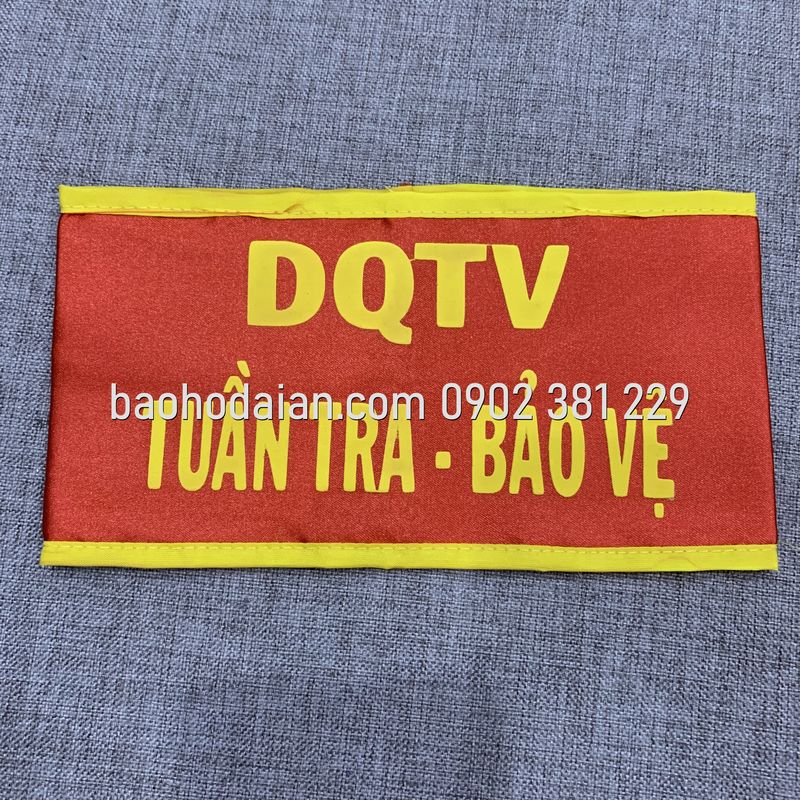 DQTV
baohodaian.com 0902 381 229
TUẦN TRA - BẢO VỆ